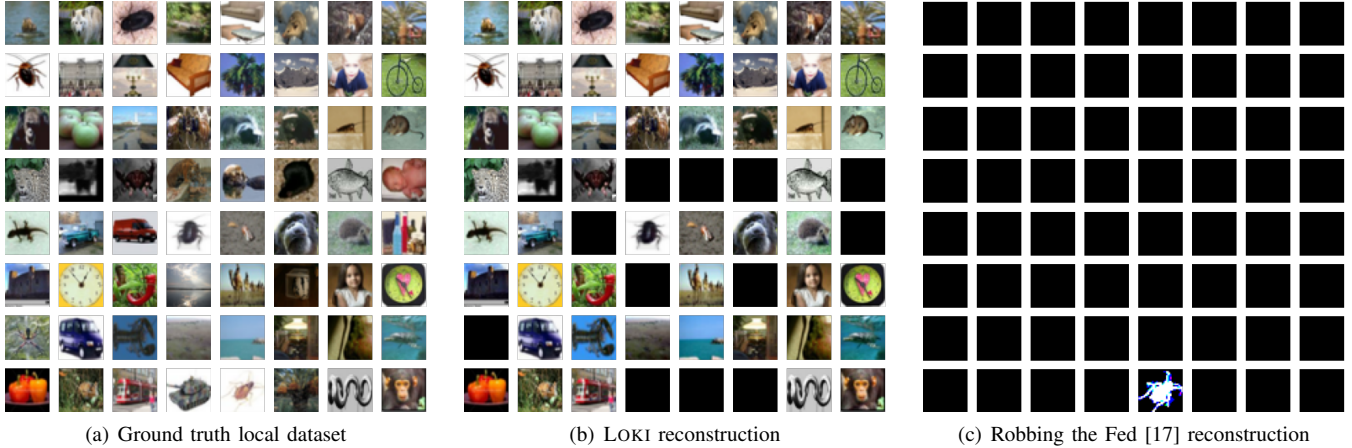 (a) Ground truth local dataset
(b) LOKI reconstruction
(c) Robbing the Fed [17] reconstruction